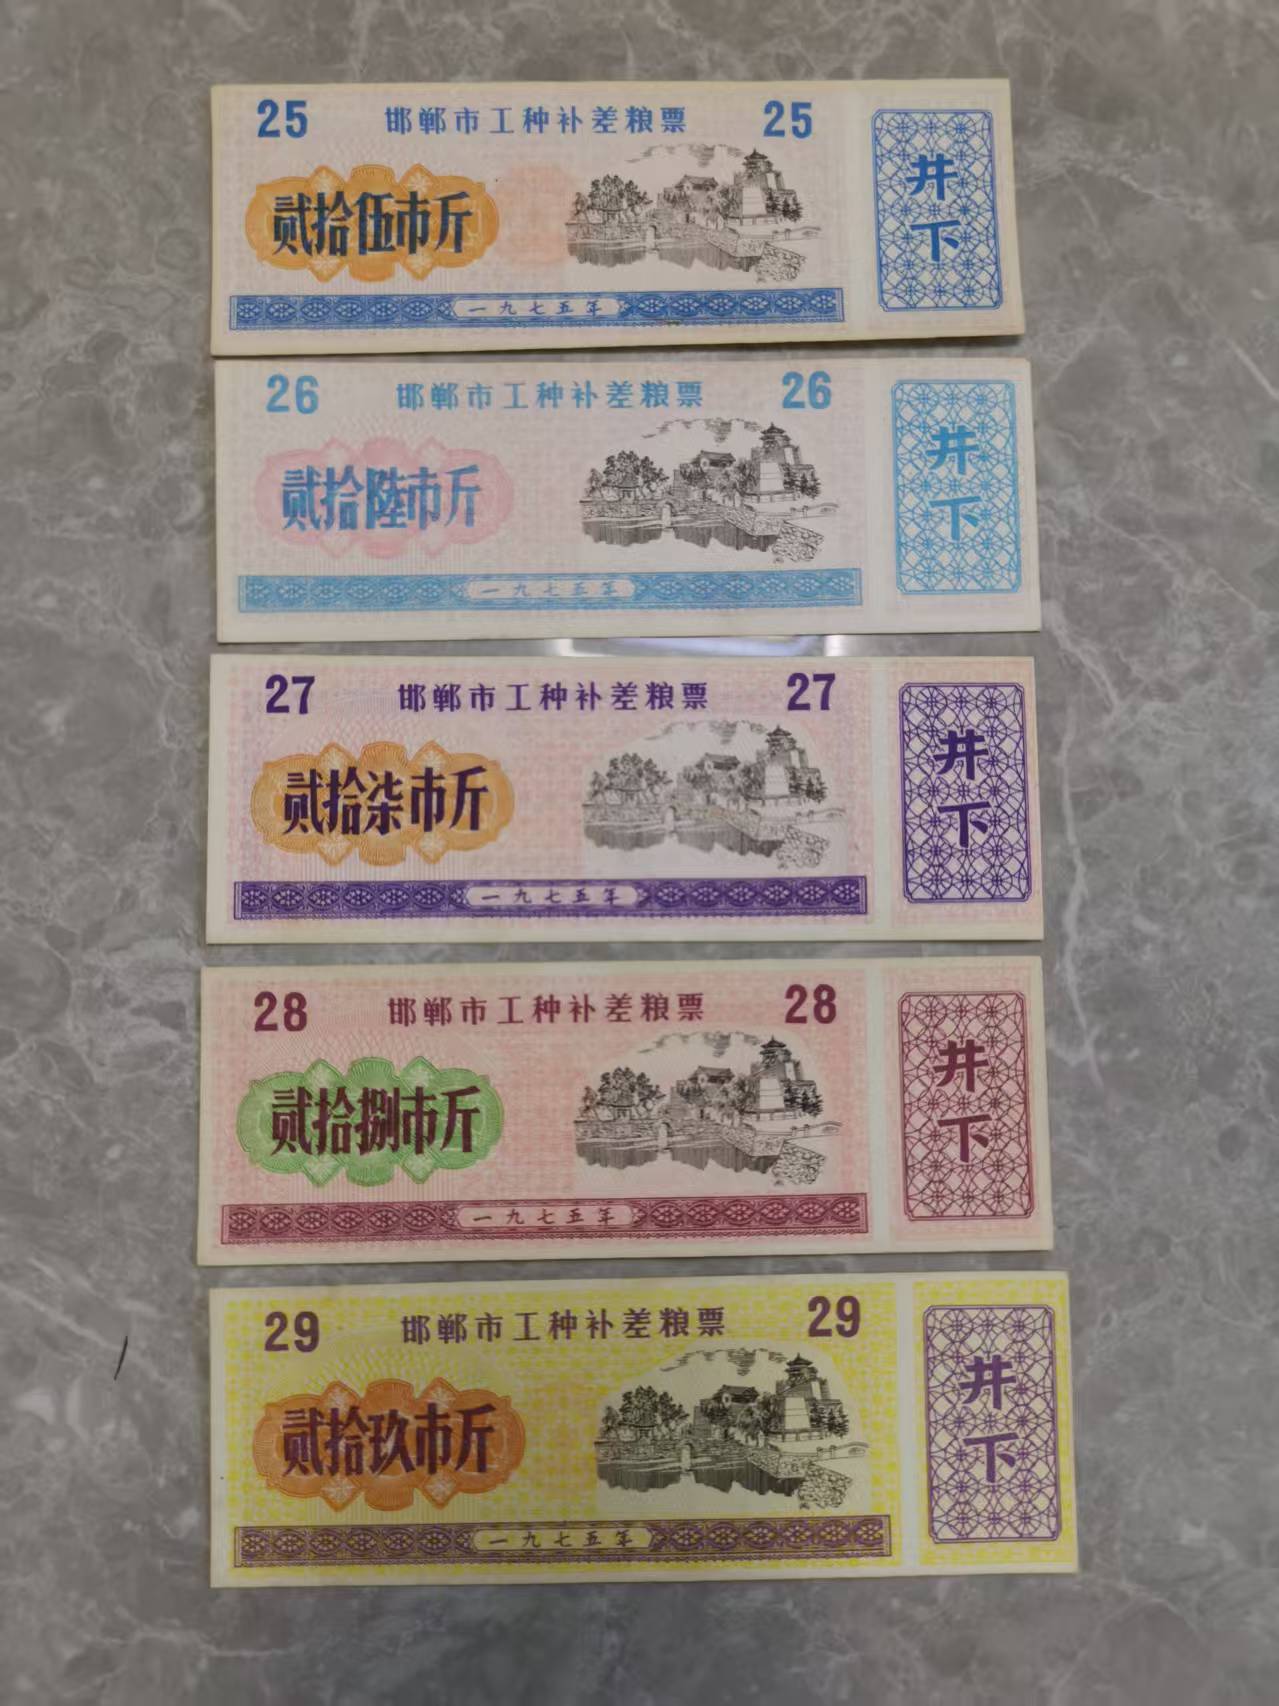 25 邯郸市工种补差粮票 25
贰拾伍市斤
一九七五年
井下
26 邯郸市工种补差粮票 26
贰拾陸市斤
一九七五年
井下
27 邯郸市工种补差粮票 27
贰拾柒市斤
一九七五年
井下
28 邯郸市工种补差粮票 28
贰拾捌市斤
一九七五年
井下
29 邯郸市工种补差粮票 29
贰拾玖市斤
一九七五年
井下